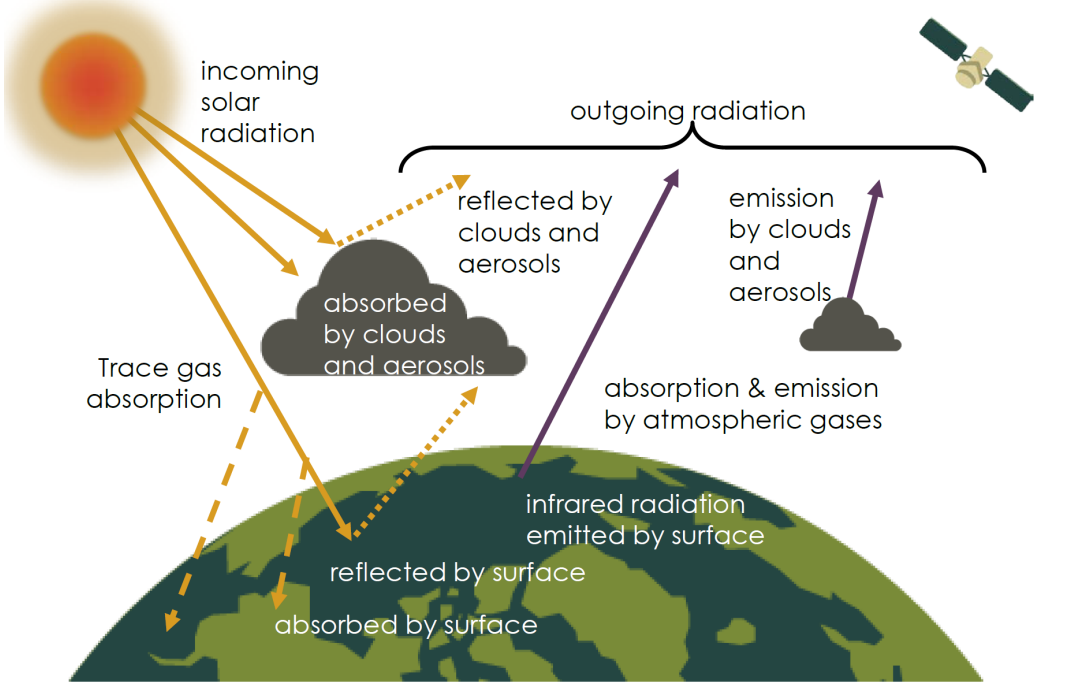 incoming
solar
radiation
outgoing radiation
reflected by
clouds and
aerosols
emission
by clouds
and
aerosols
absorbed
by clouds
and aerosols
Trace gas
absorption
absorption & emission
by atmospheric gases
infrared radiation
emitted by surface
reflected by surface
absorbed by surface